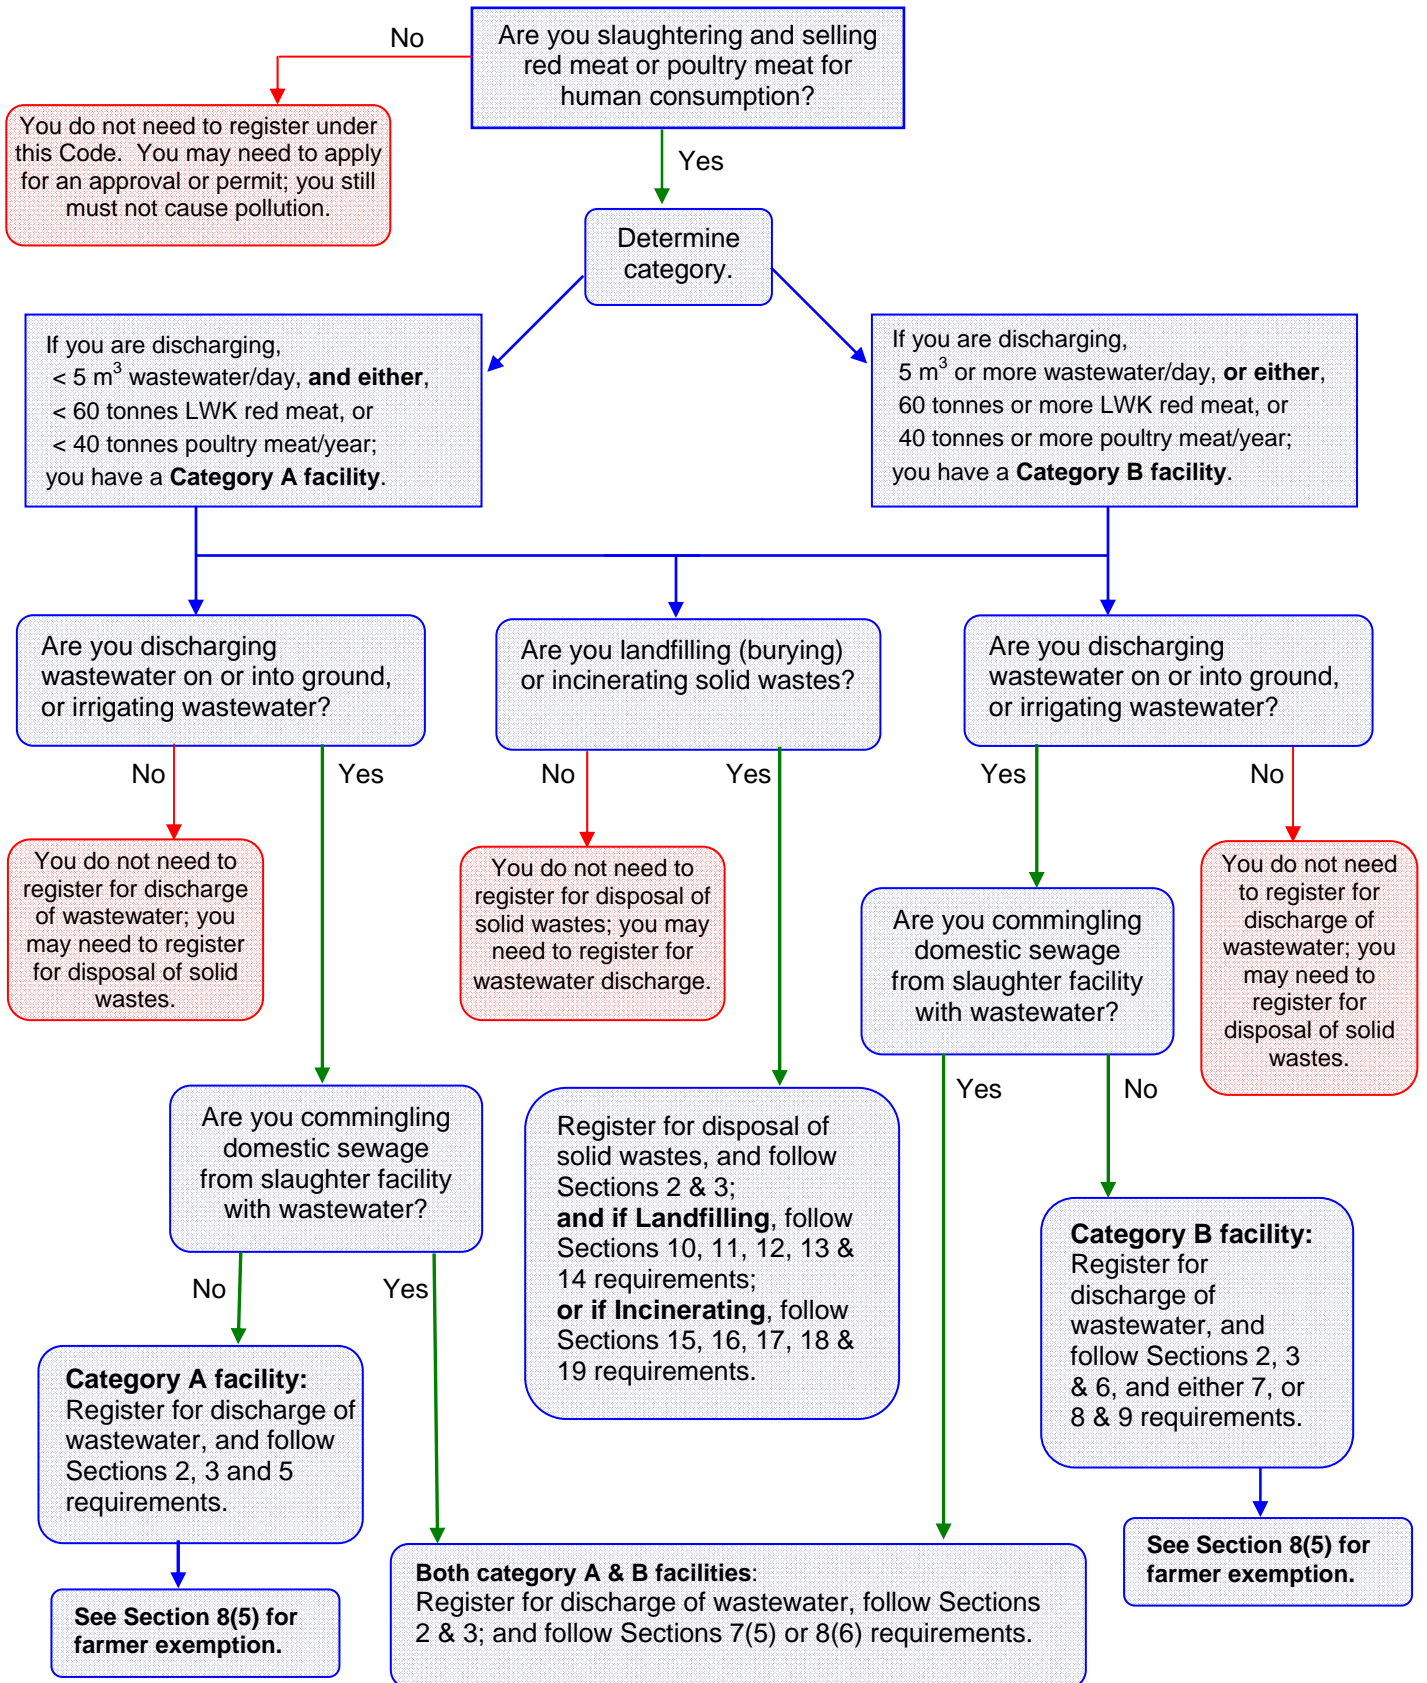 No
Are you slaughtering and selling
red meat or poultry meat for
human consumption?
You do not need to register under
this Code. You may need to apply
for an approval or permit; you still
must not cause pollution.
Yes
Determine
category.
If you are discharging,
< 5 m³ wastewater/day, and either,
< 60 tonnes LWK red meat, or
< 40 tonnes poultry meat/year;
you have a Category A facility.
If you are discharging,
5 m³ or more wastewater/day, or either,
60 tonnes or more LWK red meat, or
40 tonnes or more poultry meat/year;
you have a Category B facility.
Are you discharging
wastewater on or into ground,
or irrigating wastewater?
Are you landfilling (burying)
or incinerating solid wastes?
Are you discharging
wastewater on or into ground,
or irrigating wastewater?
No
Yes
No
Yes
Yes
No
You do not need to
register for discharge
of wastewater; you
may need to register
for disposal of solid
wastes.
You do not need to
register for disposal of
solid wastes; you may
need to register for
wastewater discharge.
Are you commingling
domestic sewage
from slaughter facility
with wastewater?
You do not need
to register for
discharge of
wastewater; you
may need to
register for
disposal of solid
wastes.
Yes
No
Are you commingling
domestic sewage
from slaughter facility
with wastewater?
Register for disposal of
solid wastes, and follow
Sections 2 & 3;
and if Landfilling, follow
Sections 10, 11, 12, 13 &
14 requirements;
or if Incinerating, follow
Sections 15, 16, 17, 18 &
19 requirements.
Category B facility:
Register for
discharge of
wastewater, and
follow Sections 2, 3
& 6, and either 7, or
8 & 9 requirements.
No
Yes
Category A facility:
Register for discharge of
wastewater, and follow
Sections 2, 3 and 5
requirements.
See Section 8(5) for
farmer exemption.
Both category A & B facilities:
Register for discharge of wastewater, follow Sections
2 & 3; and follow Sections 7(5) or 8(6) requirements.
See Section 8(5) for
farmer exemption.